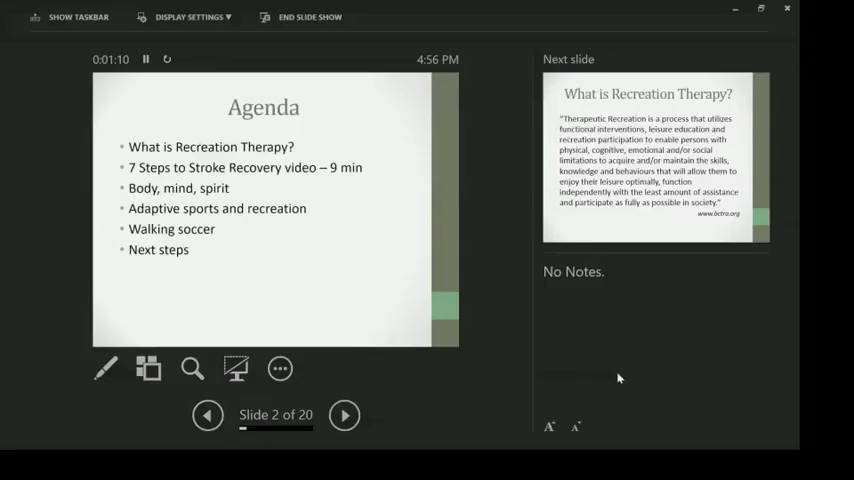 SHOW TASKBAR
DISPLAY SETTINGS ▼
END SLIDE SHOW
0:01:10
4:56 PM
Agenda
• What is Recreation Therapy?
• 7 Steps to Stroke Recovery video – 9 min
• Body, mind, spirit
• Adaptive sports and recreation
• Walking soccer
• Next steps
Slide 2 of 20
Next slide
What is Recreation Therapy?
"Therapeutic Recreation is a process that utilizes
functional interventions, leisure education and
recreation participation to enable persons with
physical, cognitive, emotional and/or social
limitations to acquire and/or maintain the skills,
knowledge and behaviours that will allow them to
enjoy their leisure optimally, function
independently with the least amount of assistance
and participate as fully as possible in society."
www.bctra.org
No Notes.
A A